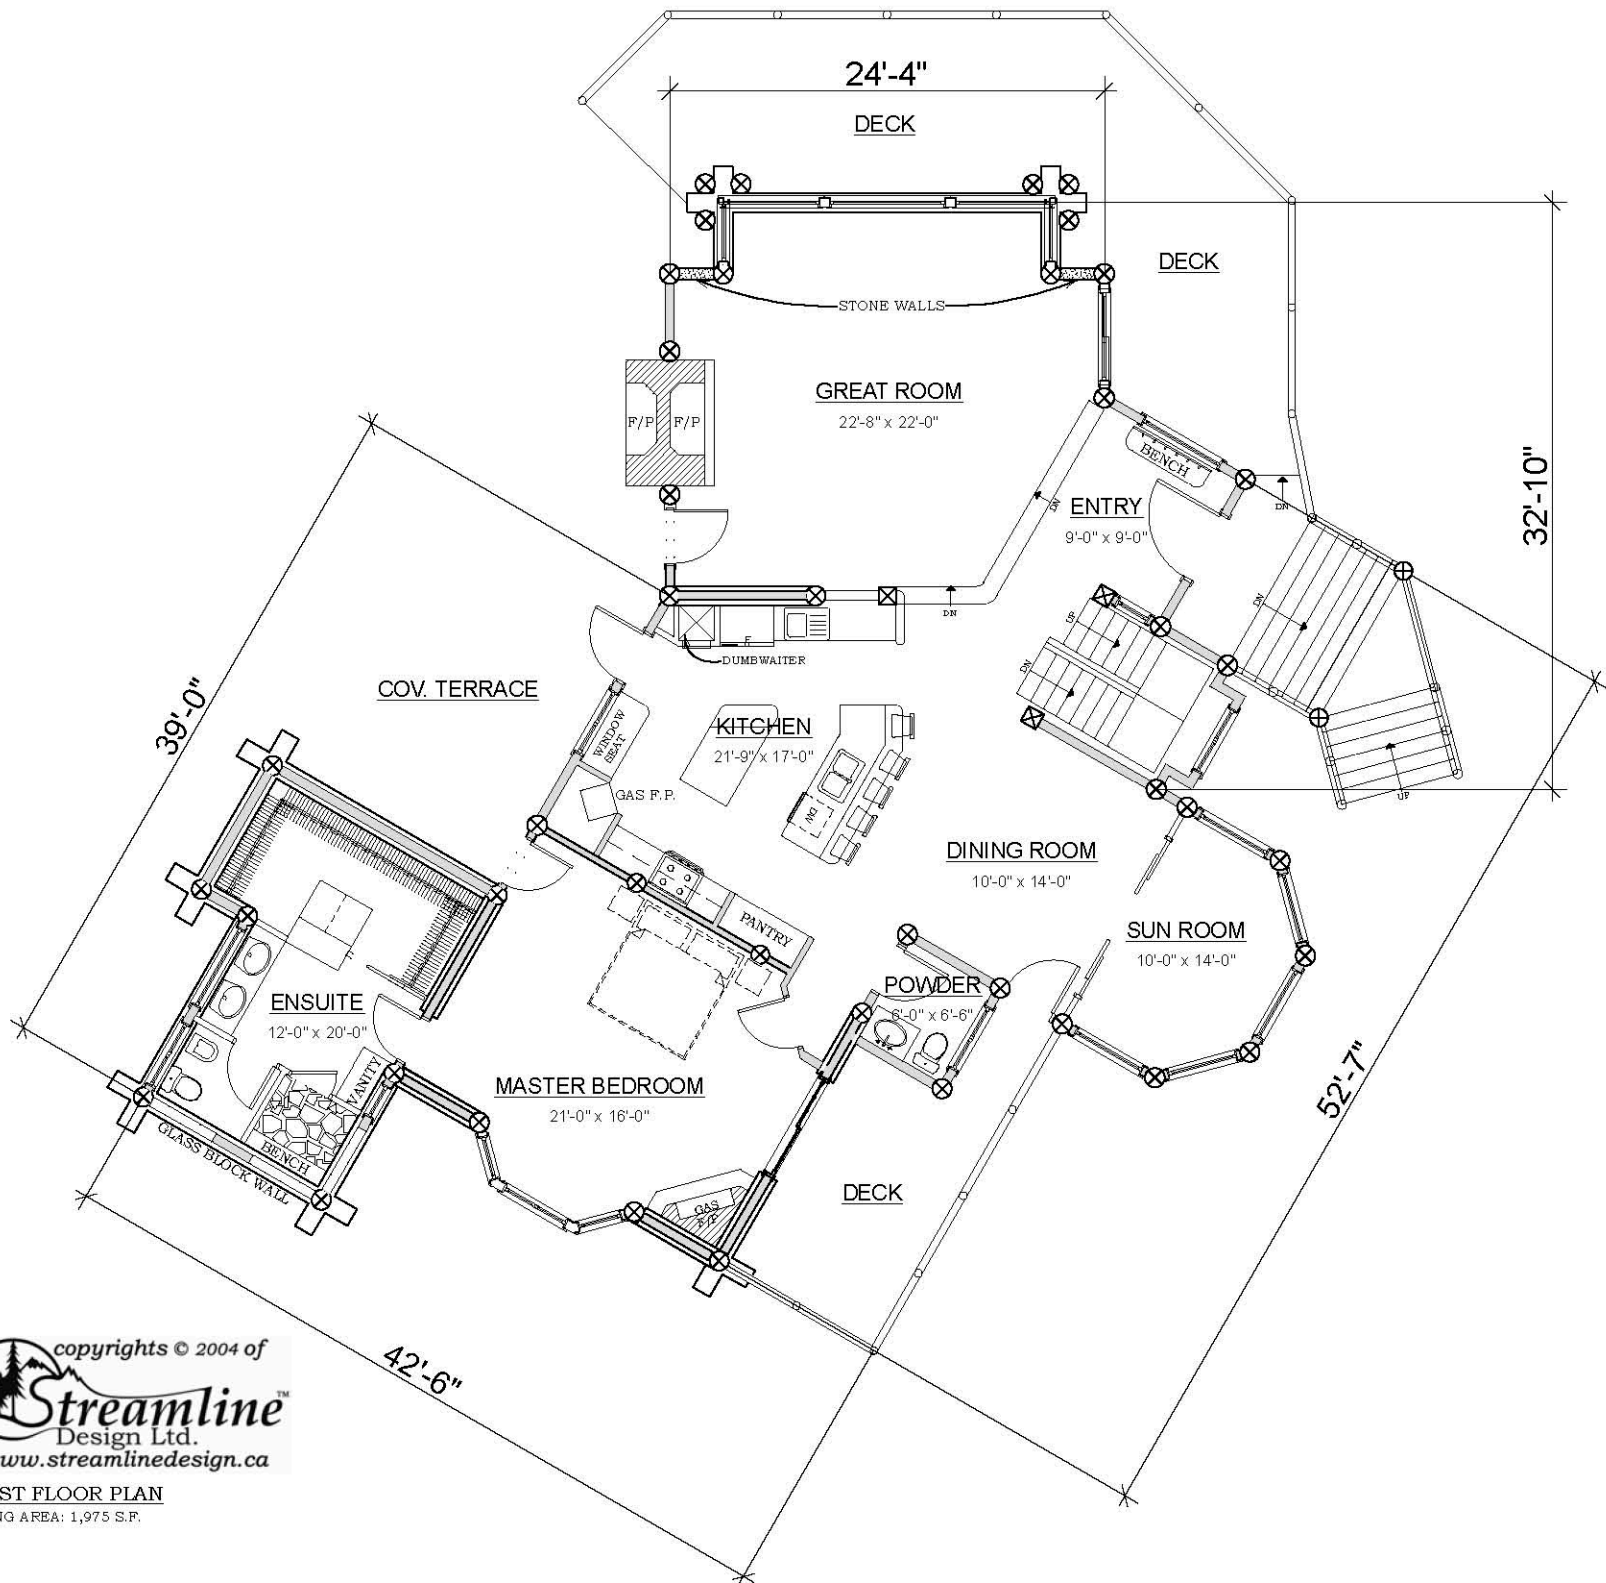 24'-4"
DECK
DECK
STONE WALLS
GREAT ROOM
22'-8" x 22'-0"
F/P
F/P
BENCH
ENTRY
9'-0" x 9'-0"
DN
DN
32'-10"
DN
DN
UP
DN
UP
F
DUMBWAITER
COV. TERRACE
39'-0"
WINDOW
SEAT
KITCHEN
21'-9" x 17'-0"
GAS F.P.
DW
DINING ROOM
10'-0" x 14'-0"
PANTRY
SUN ROOM
10'-0" x 14'-0"
POWDER
6'-0" x 6'-6"
ENSUITE
12'-0" x 20'-0"
VANITY
MASTER BEDROOM
21'-0" x 16'-0"
BENCH
GLASS BLOCK WALL
GAS
F/P
DECK
52'-7"
42'-6"
copyrights © 2004 of
Streamline™
Design Ltd.
ww.streamlinedesign.ca
ST FLOOR PLAN
NG AREA: 1,975 S.F.